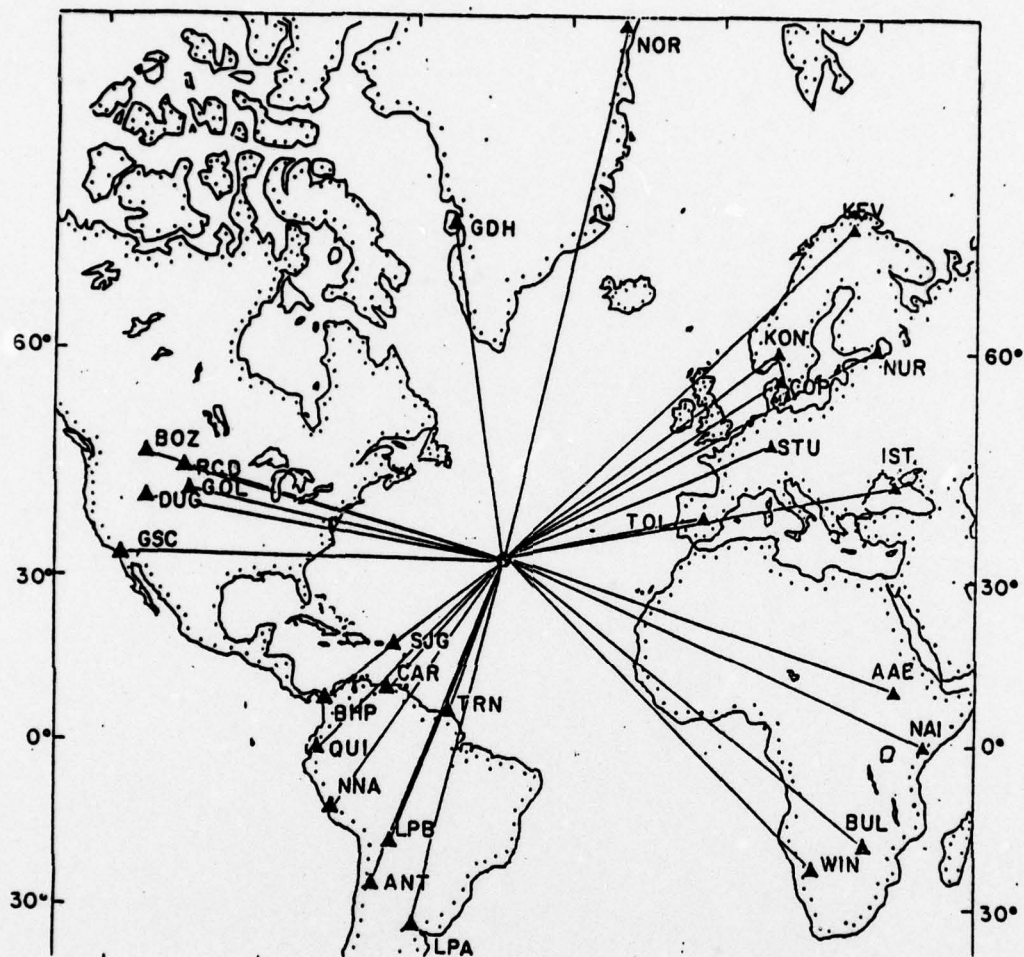 NOR
GDH
KEV
60°
60°
KON
NUR
COP
BOZ
STU
RCD
IST.
GOL
DUG
TOL
GSC
30°
30°
SJG
CAR
AAE
TRN
BHP
NAI
0°
QUI
0°
NNA
LPB
BUL
WIN
ANT
30°
30°
LPA